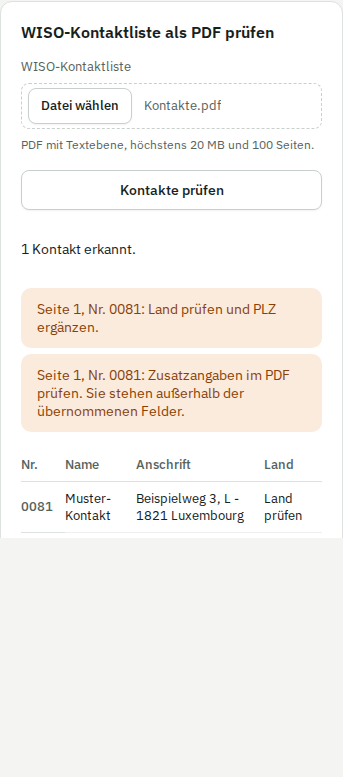 WISO-Kontaktliste als PDF prüfen
WISO-Kontaktliste
Datei wählen Kontakte.pdf
PDF mit Textebene, höchstens 20 MB und 100 Seiten.
Kontakte prüfen
1 Kontakt erkannt.
Seite 1, Nr. 0081: Land prüfen und PLZ
ergänzen.
Seite 1, Nr. 0081: Zusatzangaben im PDF
prüfen. Sie stehen außerhalb der
übernommenen Felder.
Nr. Name Anschrift Land
0081 Muster- Beispielweg 3, L - Land
Kontakt 1821 Luxembourg prüfen